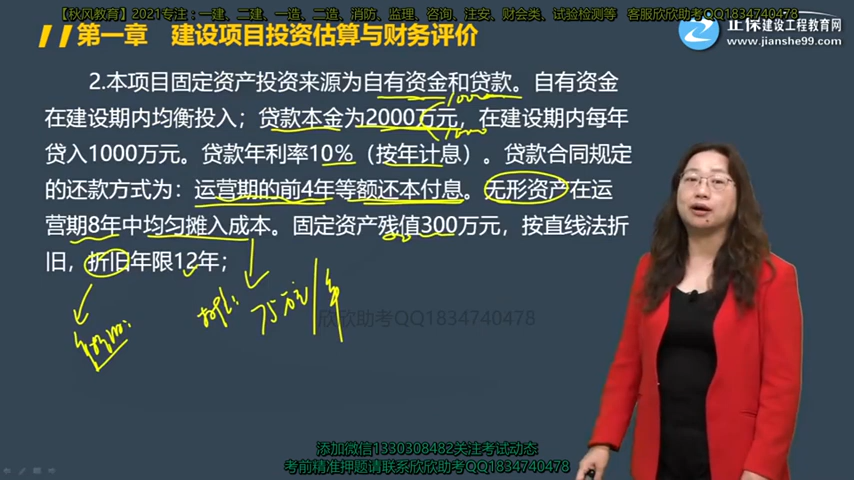 【秋风教育】2021专注：一建、二建、一造、二造、消防、监理、咨询、注安、财会类、试验检测等 客服欣欣助考QQ1834740478
第一章 建设项目投资估算与财务评价
正保建设工程教育网
www.jianshe99.com
2.本项目固定资产投资来源为自有资金和贷款。自有资金
在建设期内均衡投入；贷款本金为2000万元，在建设期内每年
贷入1000万元。贷款年利率10%（按年计息）。贷款合同规定
的还款方式为：运营期的前4年等额还本付息。无形资产在运
营期8年中均匀摊入成本。固定资产残值300万元，按直线法折
旧，折旧年限12年；
75万元/年
欣欣助考QQ1834740478
添加微信1330308482关注考试动态
考前精准押题请联系欣欣助考QQ1834740478